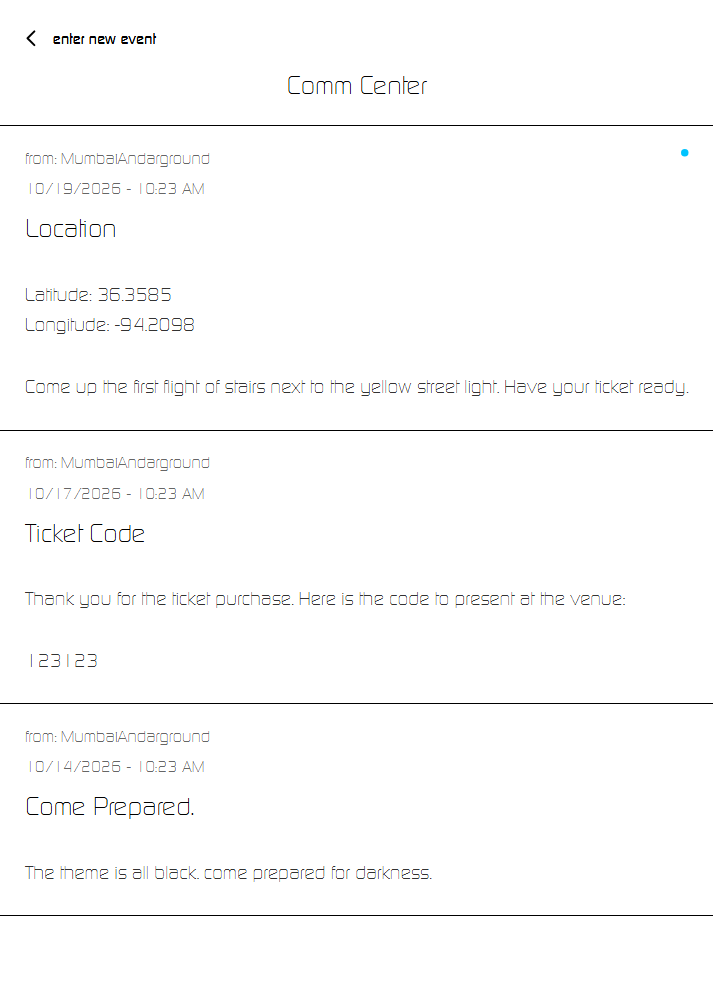 enter new event
Comm Center
from: MumbaiAndarground
10/19/2026 - 10:23 AM
Location
Latitude: 36.3585
Longitude: -94.2098
Come up the first flight of stairs next to the yellow street light. Have your ticket ready.
from: MumbaiAndarground
10/17/2026 - 10:23 AM
Ticket Code
Thank you for the ticket purchase. Here is the code to present at the venue:
123123
from: MumbaiAndarground
10/14/2026 - 10:23 AM
Come Prepared.
The theme is all black. come prepared for darkness.